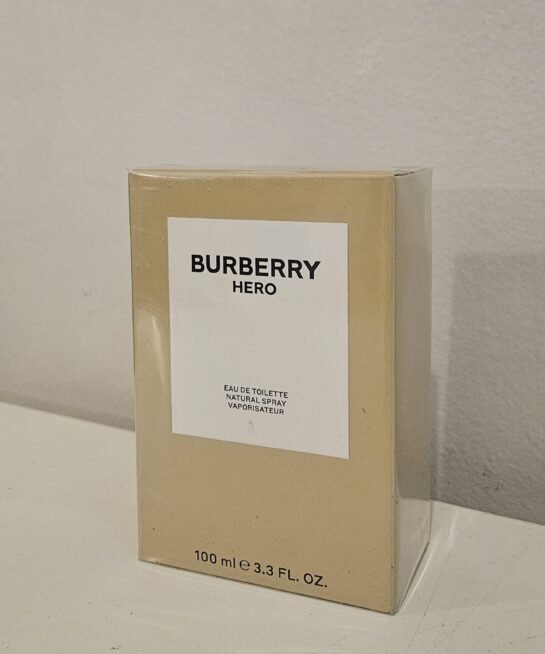 BURBERRY
HERO
EAU DE TOILETTE
NATURAL SPRAY
VAPORISATEUR
100 ml ℮ 3.3 FL. OZ.